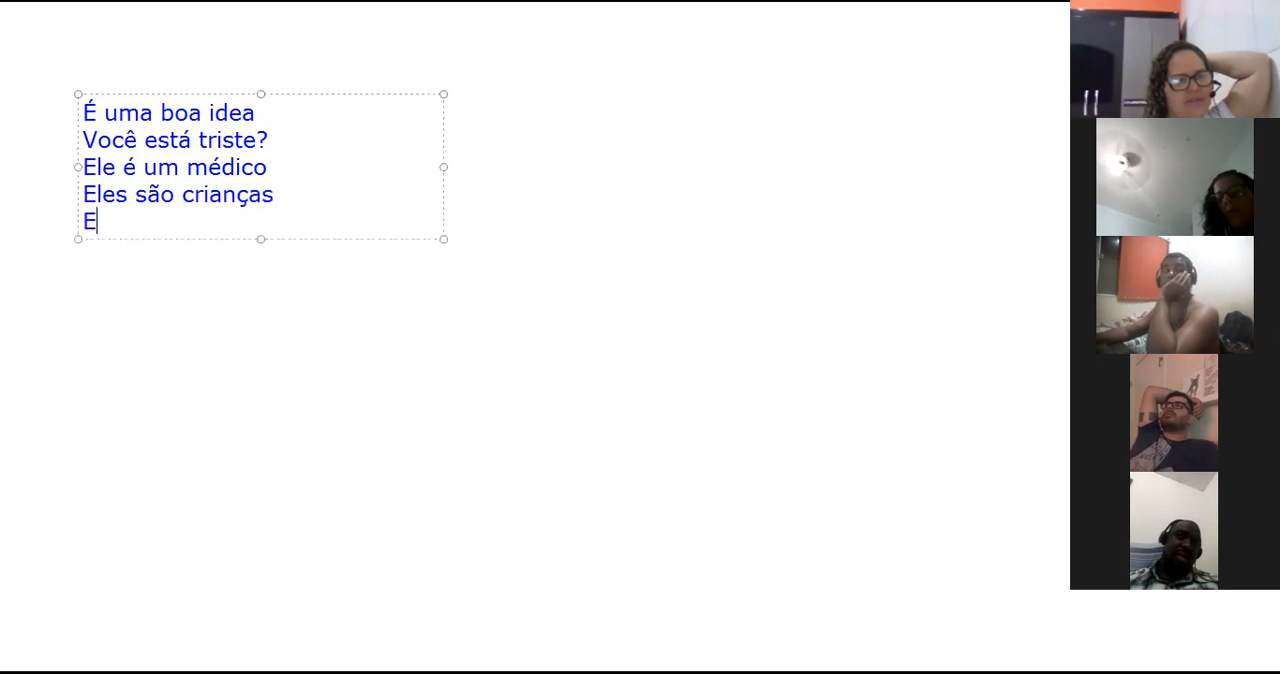 É uma boa idea
Você está triste?
Ele é um médico
Eles são crianças
E